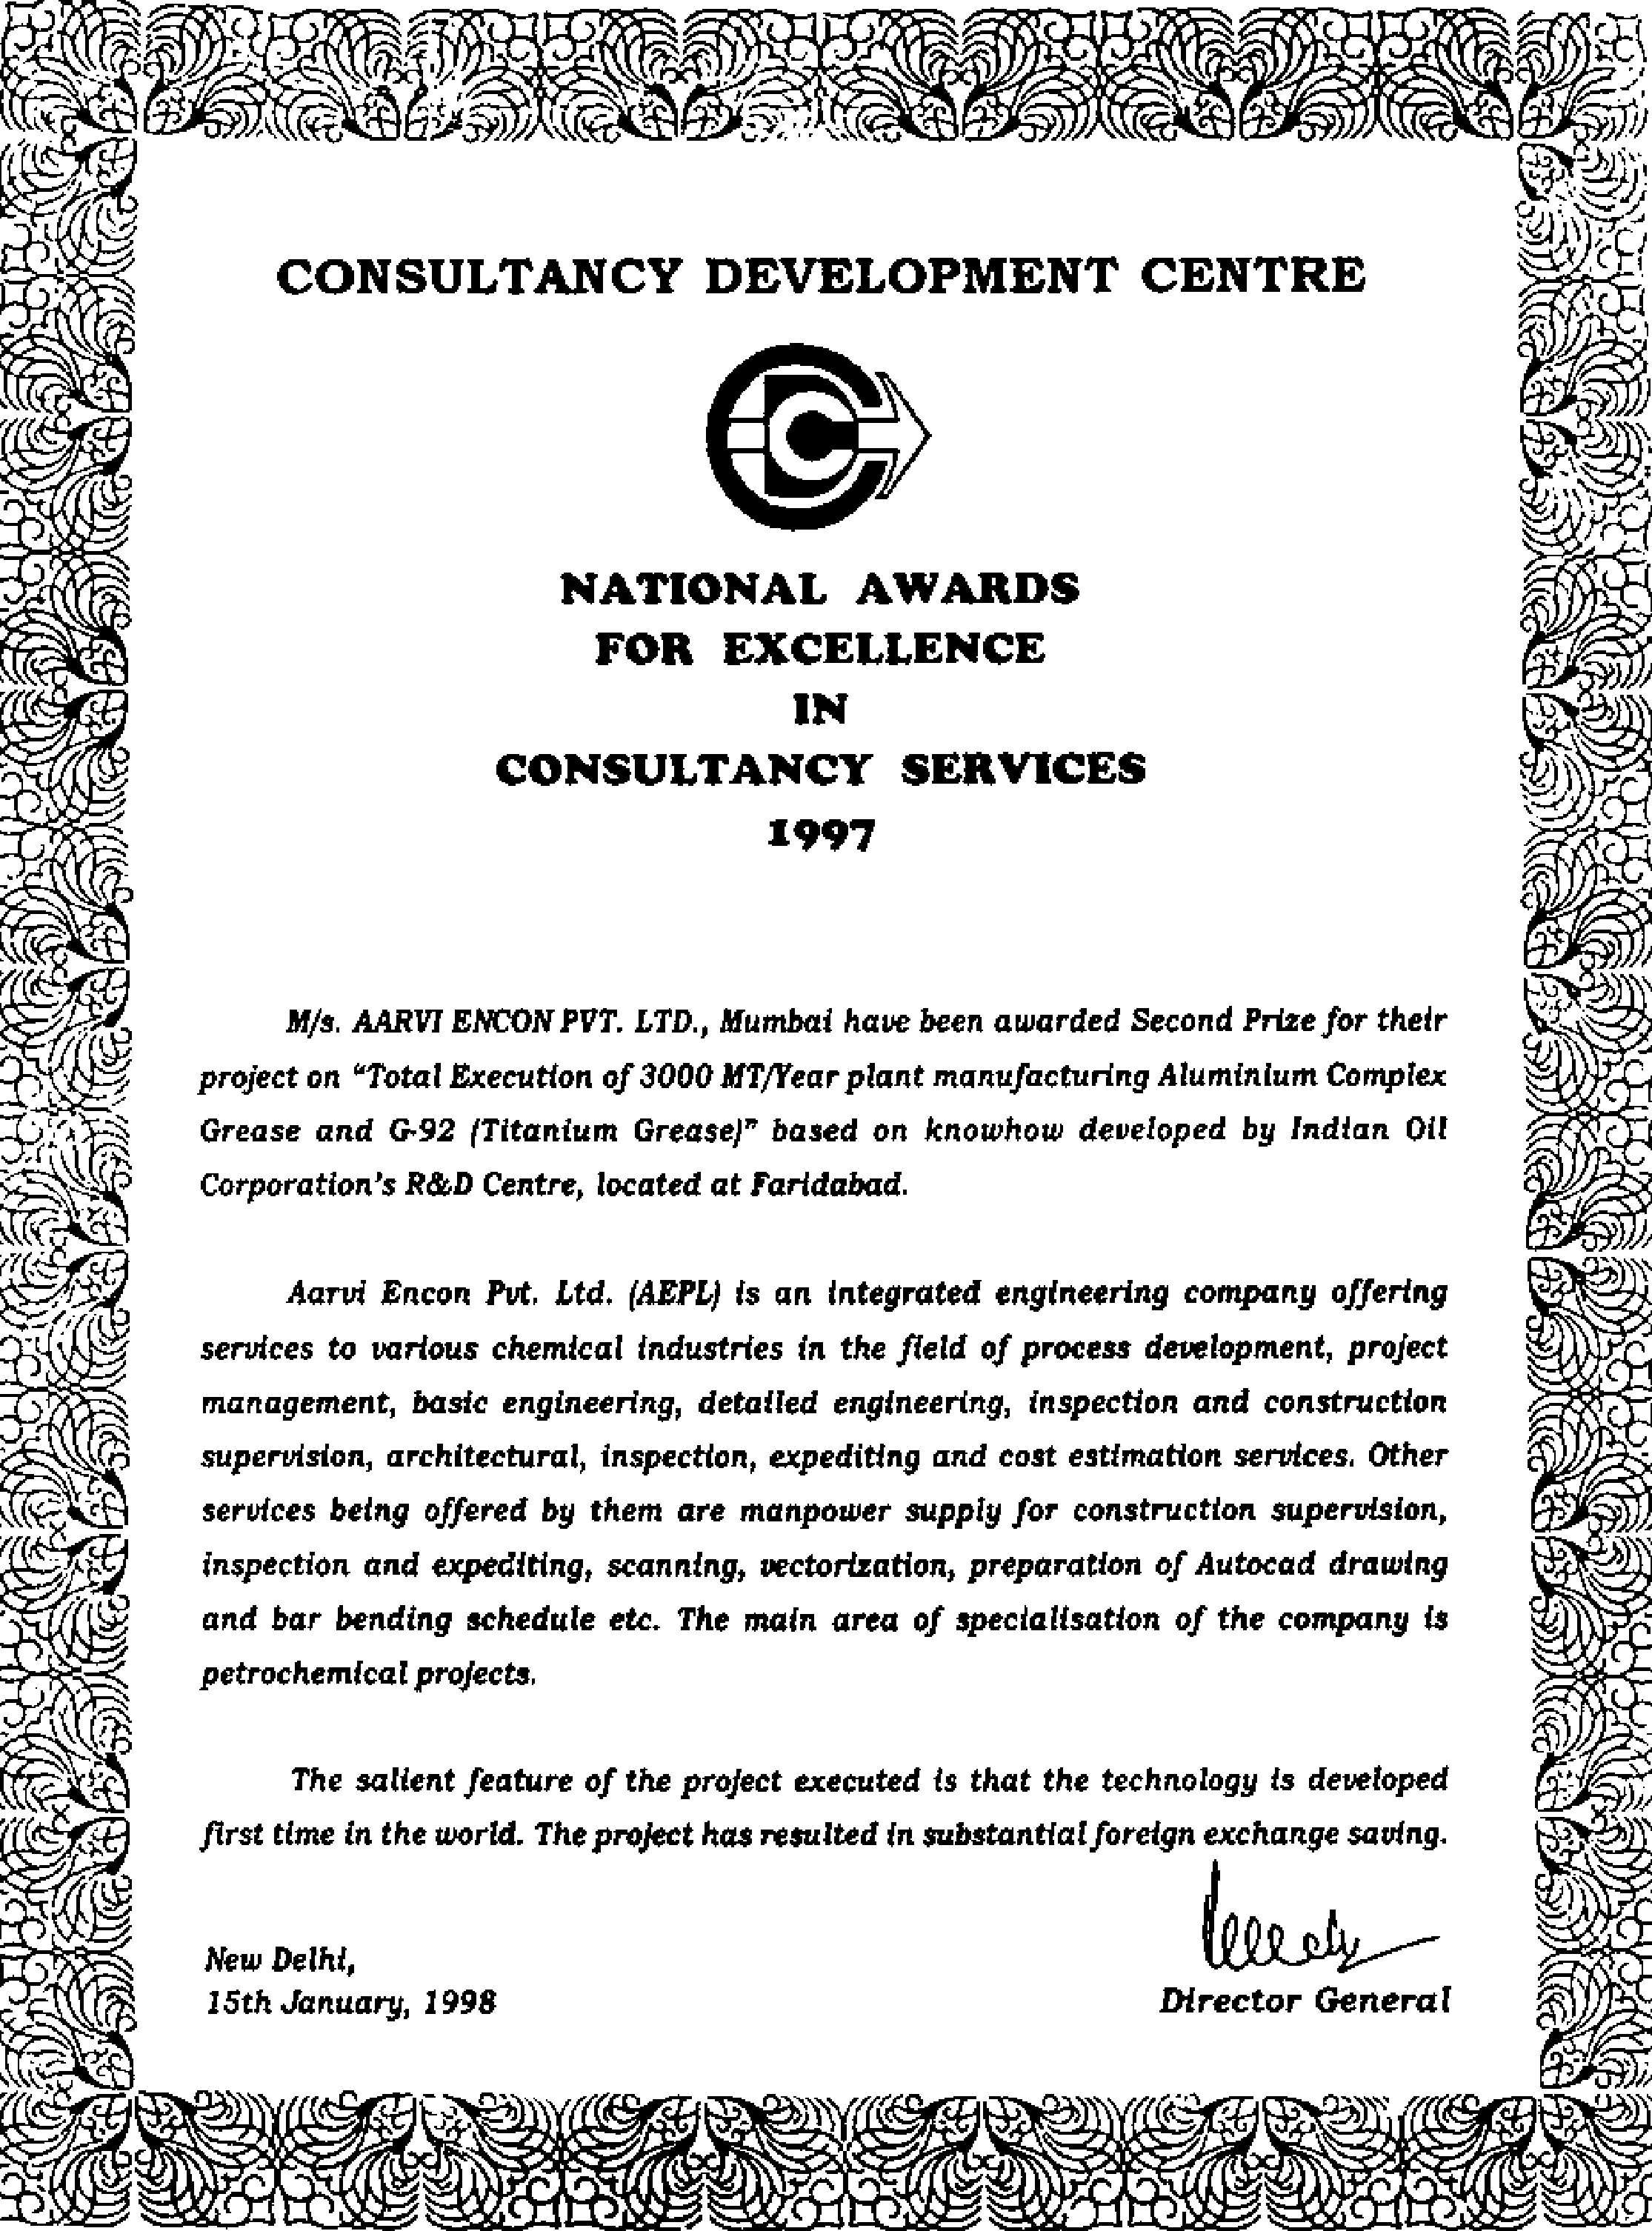 CONSULTANCY DEVELOPMENT CENTRE
NATIONAL AWARDS
FOR EXCELLENCE
IN
CONSULTANCY SERVICES
1997
M/s. AARVI ENCON PVT. LTD., Mumbai have been awarded Second Prize for their
project on "Total Execution of 3000 MT/Year plant manufacturing Aluminium Complex
Grease and G-92 (Titanium Grease)" based on knowhow developed by Indian Oil
Corporation's R&D Centre, located at Faridabad.
Aarvi Encon Pvt. Ltd. (AEPL) is an integrated engineering company offering
services to various chemical industries in the field of process development, project
management, basic engineering, detailed engineering, inspection and construction
supervision, architectural, inspection, expediting and cost estimation services. Other
services being offered by them are manpower supply for construction supervision,
inspection and expediting, scanning, vectorization, preparation of Autocad drawing
and bar bending schedule etc. The main area of specialisation of the company is
petrochemical projects.
The salient feature of the project executed is that the technology is developed
first time in the world. The project has resulted in substantial foreign exchange saving.
New Delhi,
15th January, 1998
Director General